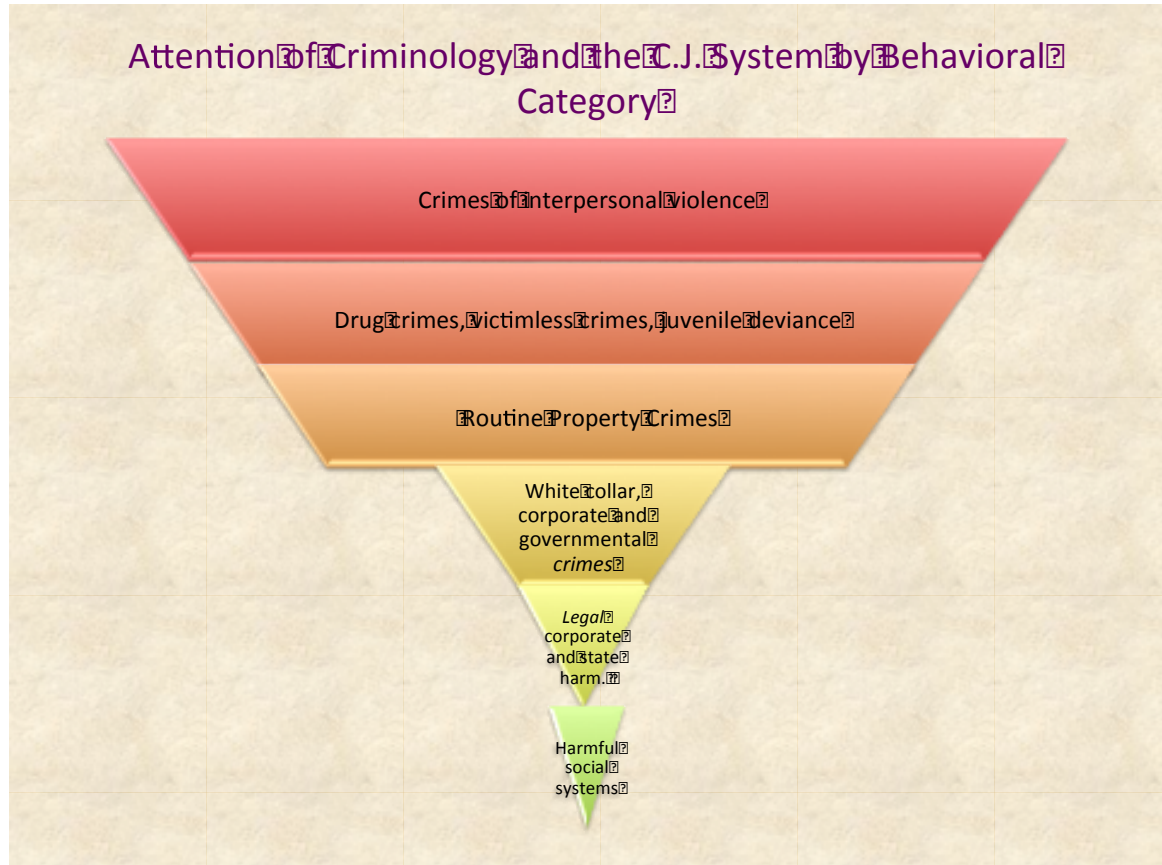 Attention of Criminology and the C.J. System by Behavioral
Category
Crimes of interpersonal violence
Drug crimes, victimless crimes, juvenile deviance
Routine Property Crimes
White collar,
corporate and
governmental
crimes
Legal
corporate
and state
harm.
Harmful
social
systems